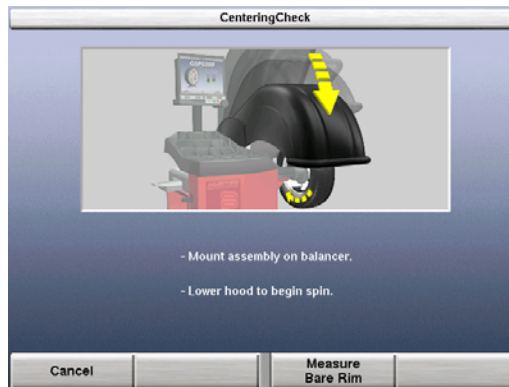 CenteringCheck
- Mount assembly on balancer.
- Lower hood to begin spin.
Cancel
Measure
Bare Rim